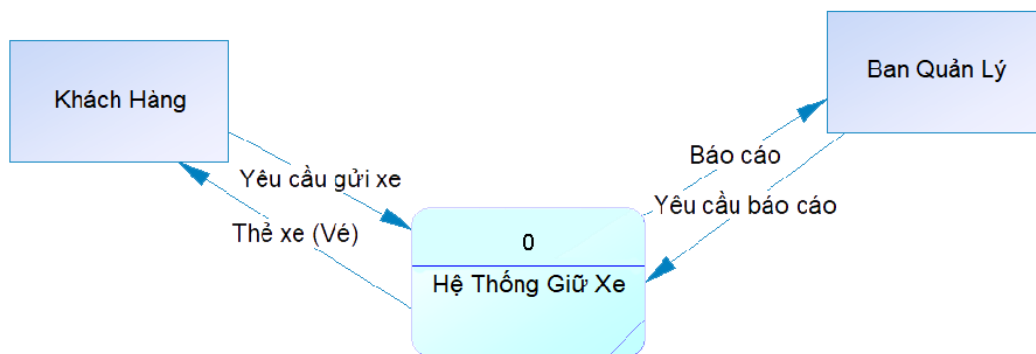 Khách Hàng
Ban Quản Lý
Yêu cầu gửi xe
Thẻ xe (Vé)
Báo cáo
Yêu cầu báo cáo
0
Hệ Thống Giữ Xe